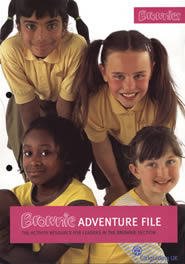 Brownies
Brownie ADVENTURE FILE
THE ACTIVITY RESOURCE FOR LEADERS IN THE BROWNIE SECTION
Girlguiding UK